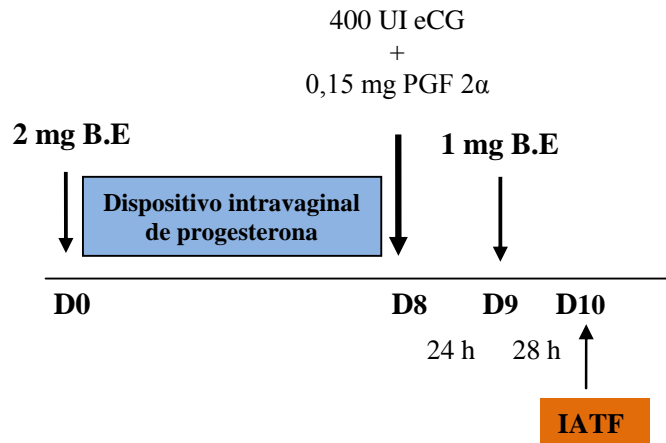 400 UI eCG
+
0,15 mg PGF 2α
2 mg B.E
1 mg B.E
Dispositivo intravaginal
de progesterona
D0
D8
D9
D10
24 h
28 h
IATF